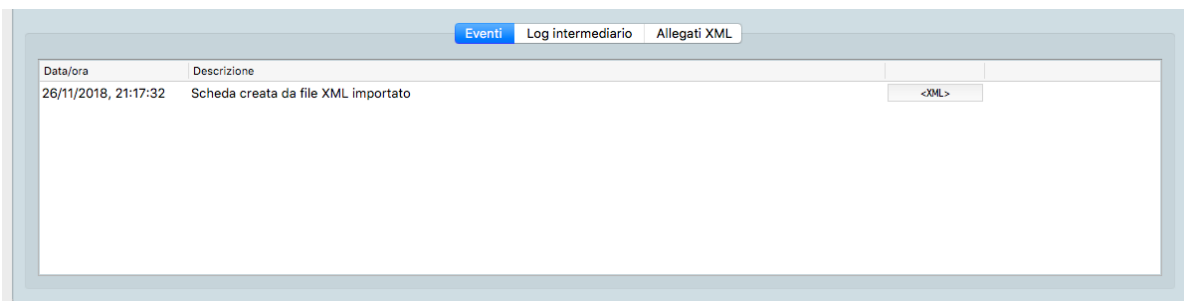 Eventi Log intermediario Allegati XML
Data/ora Descrizione
26/11/2018, 21:17:32 Scheda creata da file XML importato <XML>